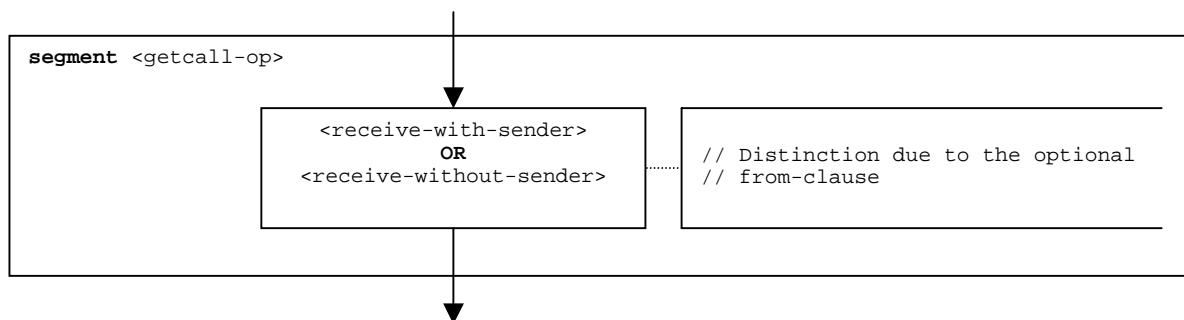 segment <getcall-op>
<receive-with-sender>
OR
<receive-without-sender>
// Distinction due to the optional
// from-clause